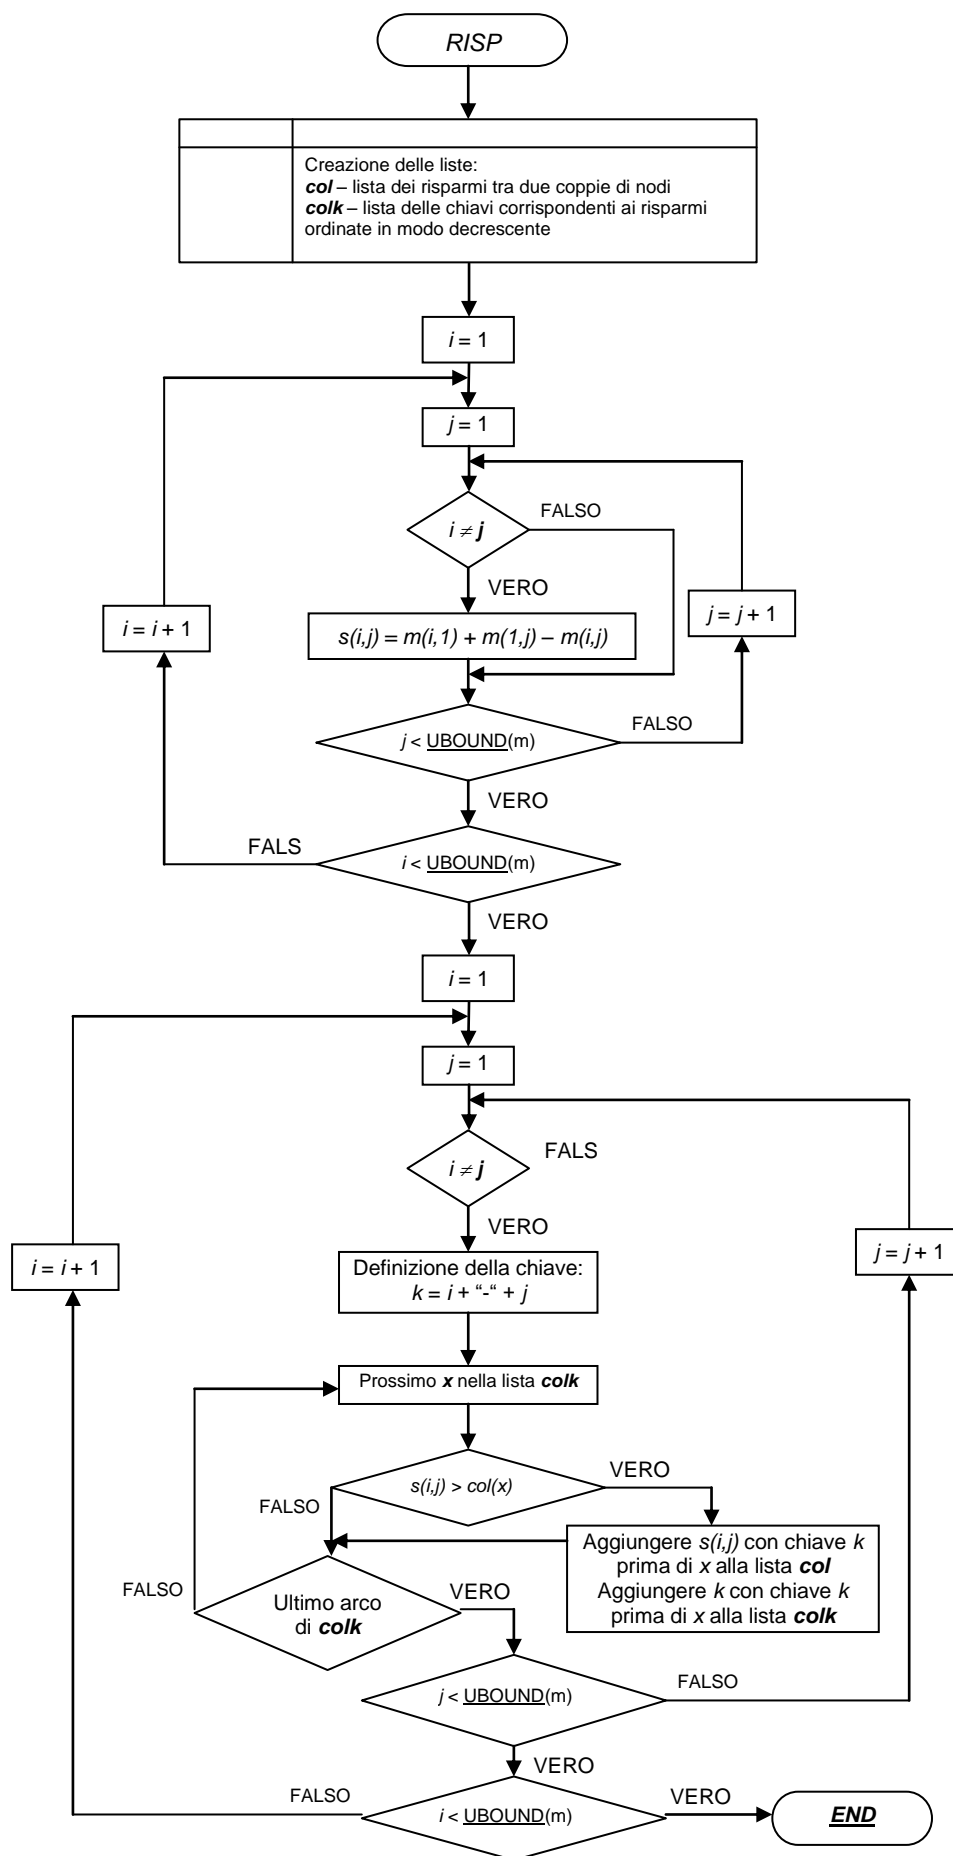 RISP
Creazione delle liste:
col – lista dei risparmi tra due coppie di nodi
colk – lista delle chiavi corrispondenti ai risparmi
ordinate in modo decrescente
i = 1
j = 1
i ≠ j
FALSO
VERO
i = i + 1
j = j + 1
s(i,j) = m(i,1) + m(1,j) – m(i,j)
j < UBOUND(m)
FALSO
VERO
FALS
i < UBOUND(m)
VERO
i = 1
j = 1
i ≠ j
FALS
VERO
i = i + 1
j = j + 1
Definizione della chiave:
k = i + “-“ + j
Prossimo x nella lista colk
s(i,j) > col(x)
VERO
FALSO
Aggiungere s(i,j) con chiave k
prima di x alla lista col
Aggiungere k con chiave k
prima di x alla lista colk
FALSO
VERO
Ultimo arco
di colk
j < UBOUND(m)
FALSO
VERO
FALSO
i < UBOUND(m)
VERO
END